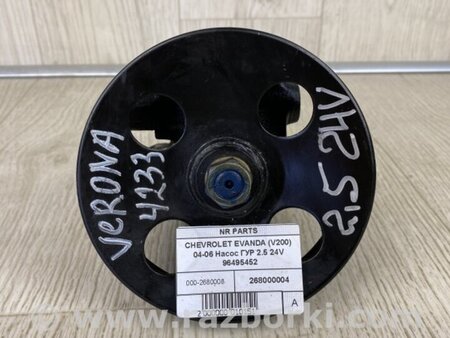 VERONA
4233
2.5 24V
NR PARTS
CHEVROLET EVANDA (V200)
04-06 Насос ГУР 2.5 24V
96495452
000-2680008
268000004
A
www.razborki.com